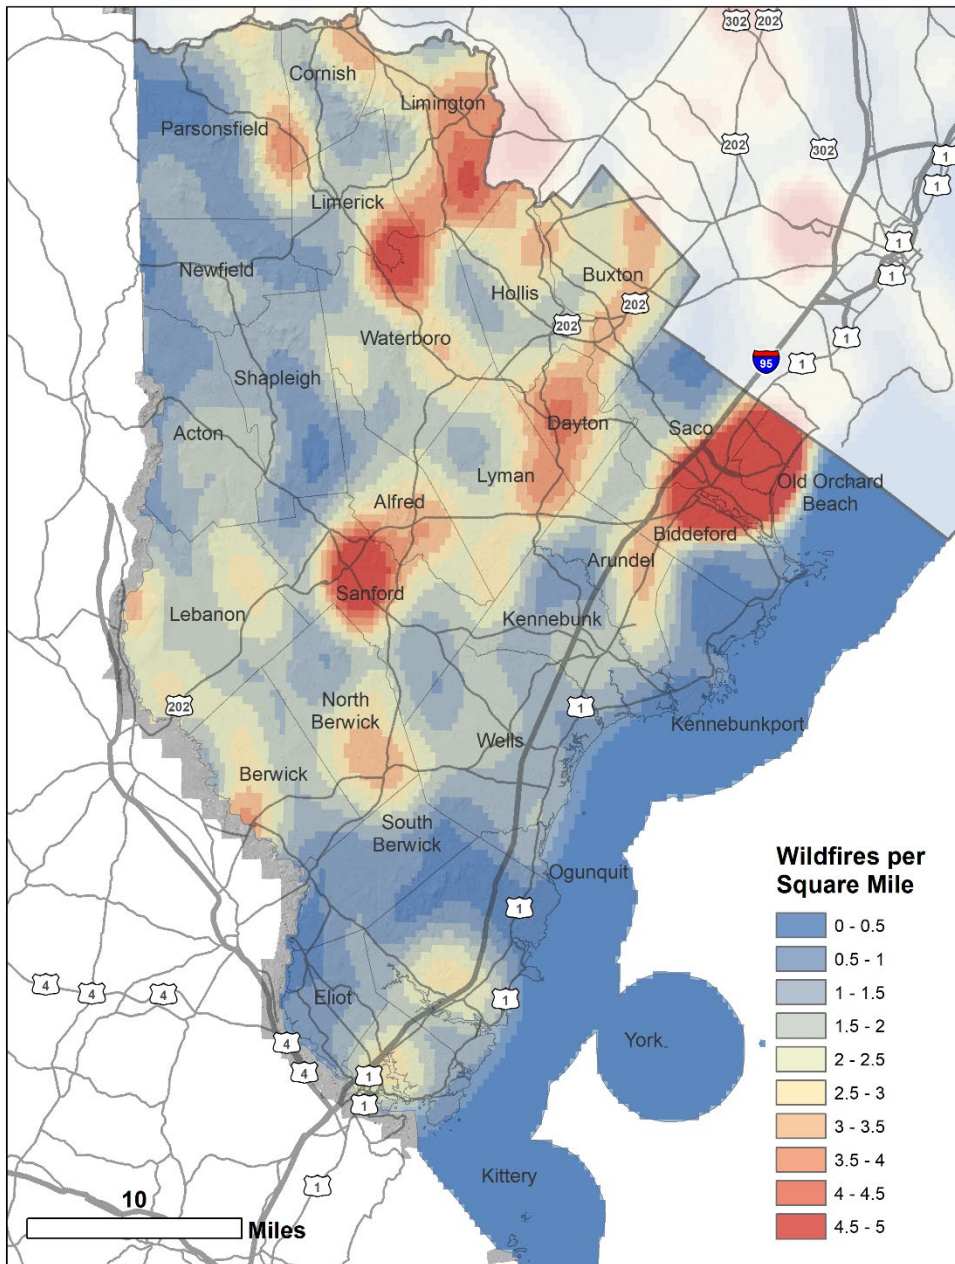 302
202
Cornish
Limington
Parsonsfield
202
302
1
1
Limerick
1
1
Newfield
Buxton
Hollis
202
202
Waterboro
1
95
1
Shapleigh
Acton
Dayton
Saco
Lyman
Old Orchard
Beach
Alfred
Biddeford
Arundel
Sanford
Lebanon
Kennebunk
202
North
Berwick
1
Kennebunkport
Wells
Berwick
South
Berwick
Ogunquit
1
Wildfires per
Square Mile
0 - 0.5
0.5 - 1
1 - 1.5
1.5 - 2
2 - 2.5
2.5 - 3
3 - 3.5
3.5 - 4
4 - 4.5
4.5 - 5
4
4
4
Eliot
1
4
York
4
1
1
Kittery
1
10
Miles